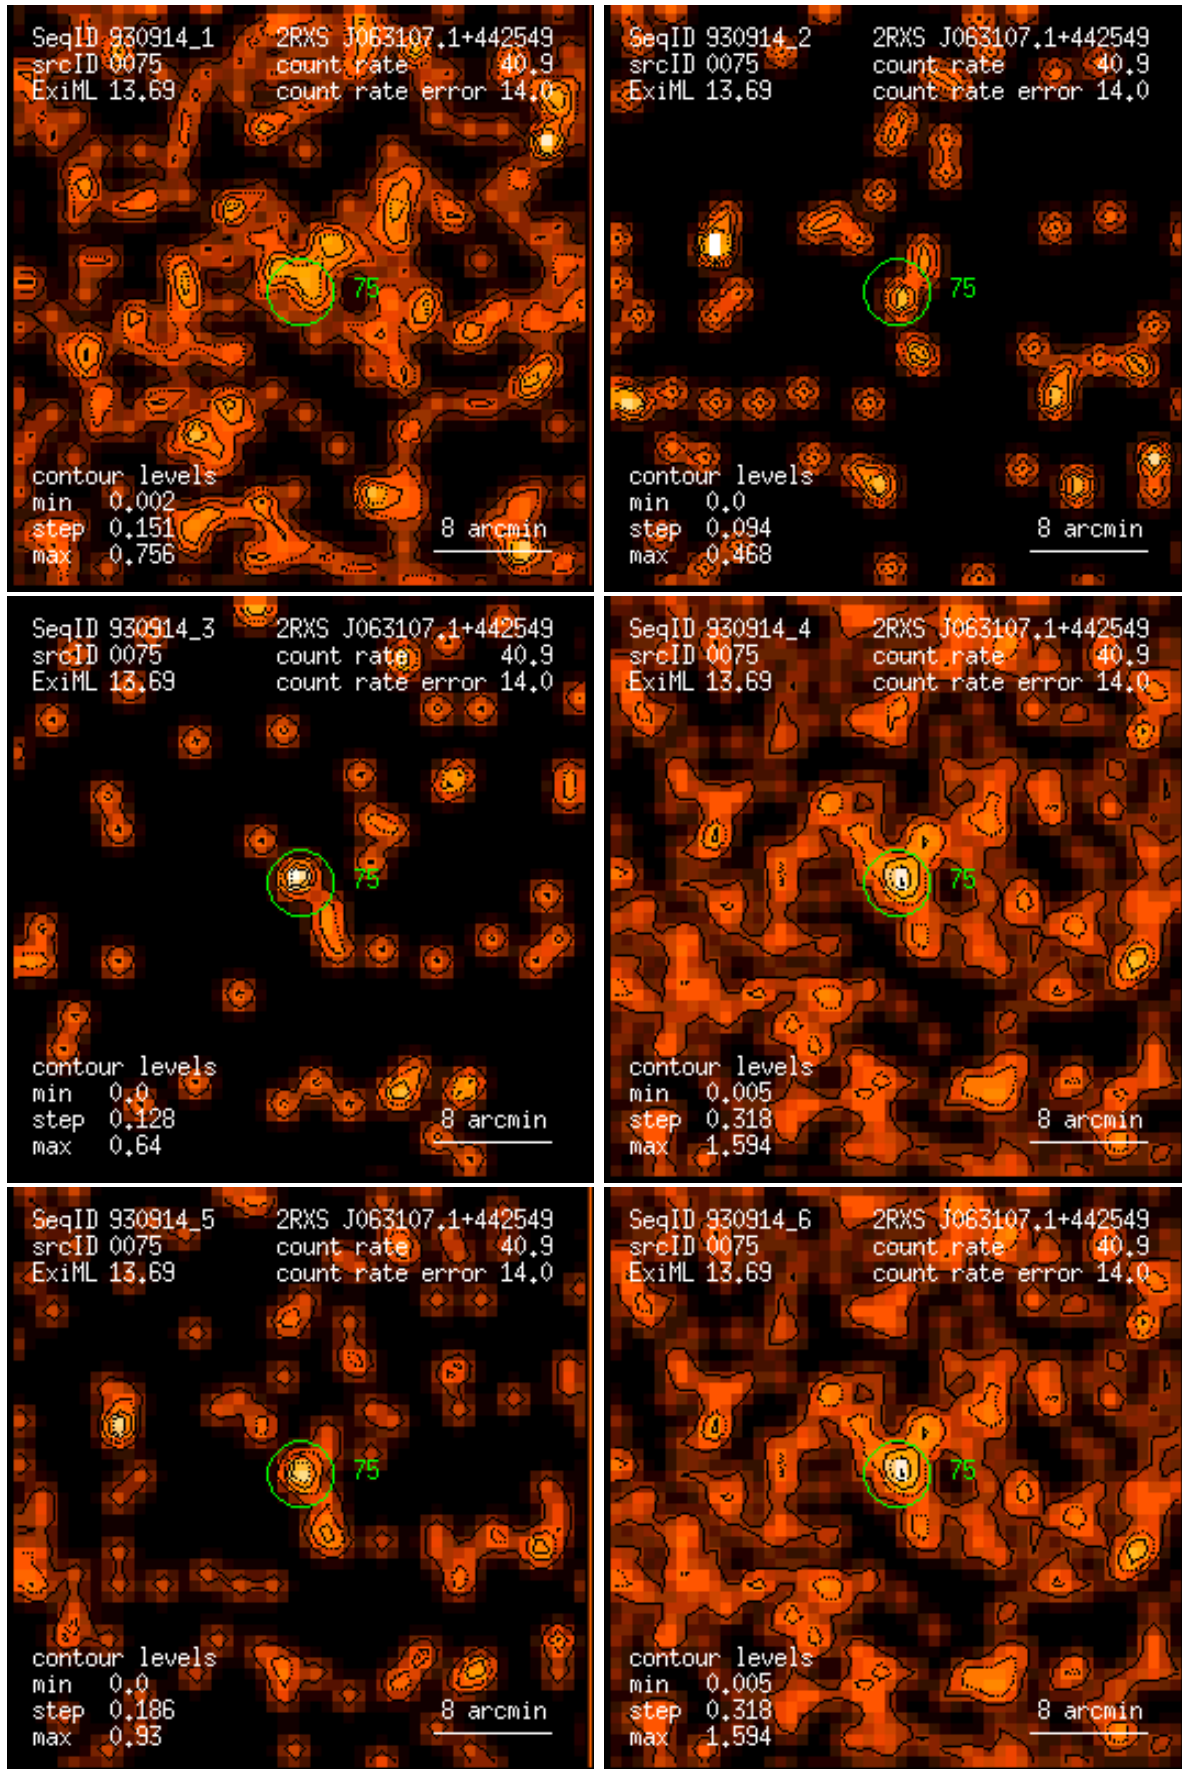 SeqID 930914_1 2RXS J063107.1+442549
srcID 0075 count rate 40.9
ExiML 13.69 count rate error 14.0
75
contour levels
min 0.002
step 0.151 8 arcmin
max 0.756
SeqID 930914_2 2RXS J063107.1+442549
srcID 0075 count rate 40.9
ExiML 13.69 count rate error 14.0
75
contour levels
min 0.0
step 0.094 8 arcmin
max 0.468
SeqID 930914_3 2RXS J063107.1+442549
srcID 0075 count rate 40.9
ExiML 13.69 count rate error 14.0
75
contour levels
min 0.0
step 0.128 8 arcmin
max 0.64
SeqID 930914_4 2RXS J063107.1+442549
srcID 0075 count rate 40.9
ExiML 13.69 count rate error 14.0
75
contour levels
min 0.005
step 0.318 8 arcmin
max 1.594
SeqID 930914_5 2RXS J063107.1+442549
srcID 0075 count rate 40.9
ExiML 13.69 count rate error 14.0
75
contour levels
min 0.0
step 0.186 8 arcmin
max 0.93
SeqID 930914_6 2RXS J063107.1+442549
srcID 0075 count rate 40.9
ExiML 13.69 count rate error 14.0
75
contour levels
min 0.005
step 0.318 8 arcmin
max 1.594